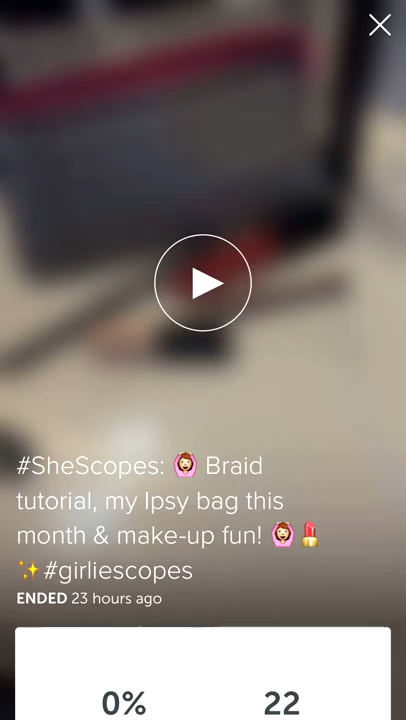 #SheScopes: 🙆 Braid
tutorial, my Ipsy bag this
month & make-up fun! 🙆💄
✨#girliescopes
ENDED 23 hours ago
0% 22